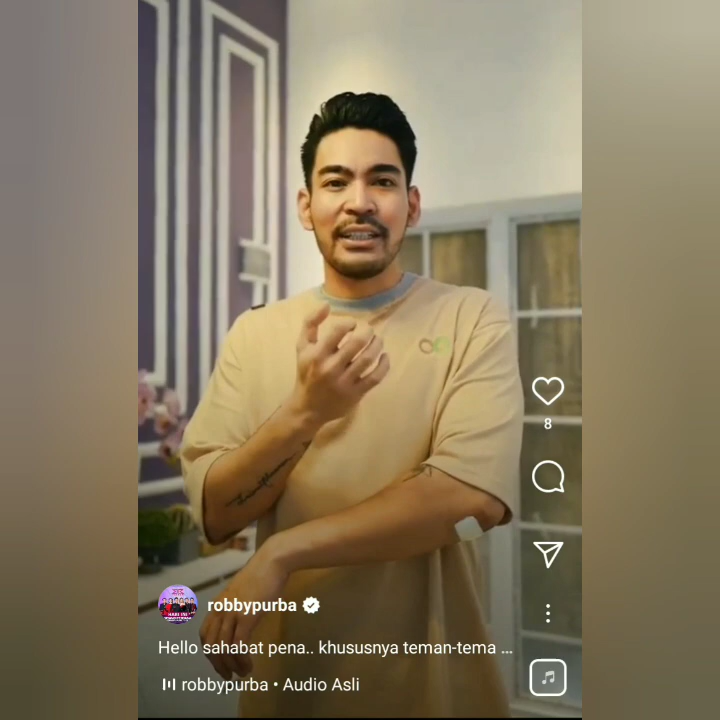 8
robbypurba
Hello sahabat pena.. khususnya teman-tema ...
robbypurba • Audio Asli